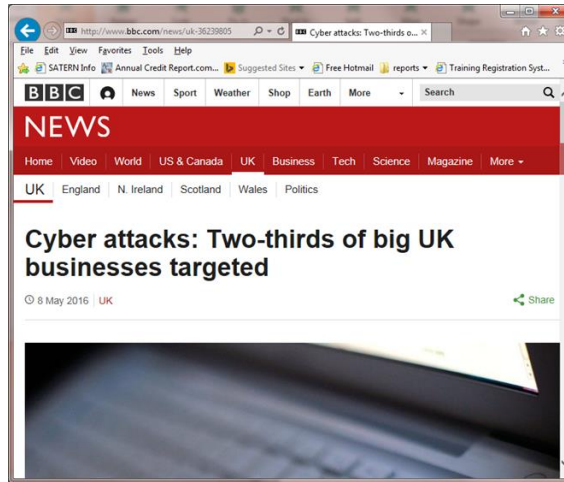 http://www.bbc.com/news/uk-36239805 Cyber attacks: Two-thirds o...
File Edit View Favorites Tools Help
SATERN Info Annual Credit Report.com... Suggested Sites Free Hotmail reports Training Registration Syst...
BBC News Sport Weather Shop Earth More Search
NEWS
Home Video World US & Canada UK Business Tech Science Magazine More
UK England N. Ireland Scotland Wales Politics
Cyber attacks: Two-thirds of big UK
businesses targeted
8 May 2016 UK Share